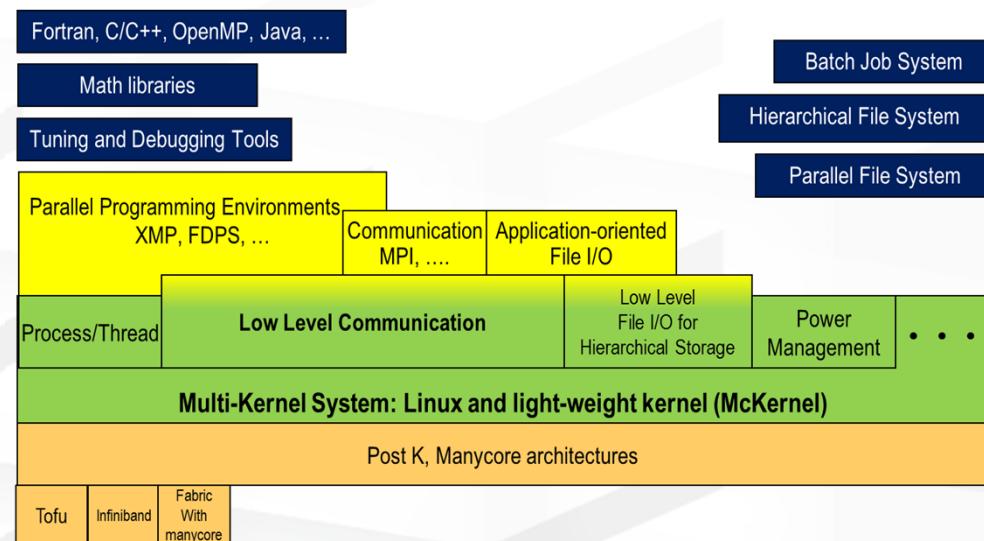 Fortran, C/C++, OpenMP, Java, …
Math libraries
Tuning and Debugging Tools
Batch Job System
Hierarchical File System
Parallel File System
Parallel Programming Environments
XMP, FDPS, …
Communication
MPI, ….
Application-oriented
File I/O
Process/Thread
Low Level Communication
Low Level
File I/O for
Hierarchical Storage
Power
Management
• • •
Multi-Kernel System: Linux and light-weight kernel (McKernel)
Post K, Manycore architectures
Tofu
Infiniband
Fabric
With
manycore